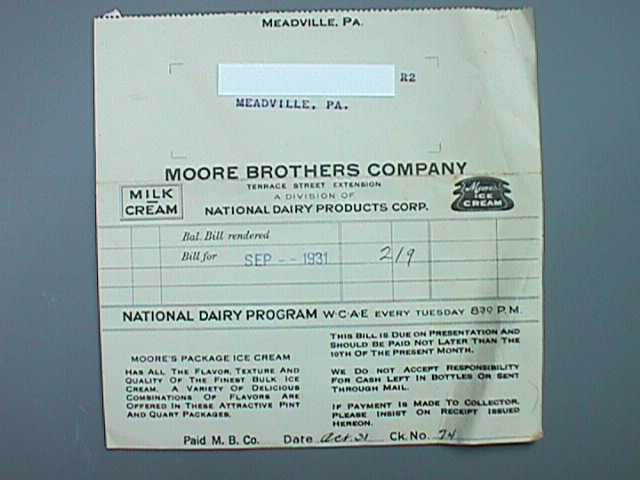 MEADVILLE, PA.
R2
MEADVILLE, PA.
MOORE BROTHERS COMPANY
TERRACE STREET EXTENSION
MILK
CREAM
A DIVISION OF
NATIONAL DAIRY PRODUCTS CORP.
Moore's
ICE
CREAM
Bal. Bill rendered
Bill for SEP -- 1931 2/9
NATIONAL DAIRY PROGRAM W·C·A·E EVERY TUESDAY 8:30 P.M.
MOORE'S PACKAGE ICE CREAM
HAS ALL THE FLAVOR, TEXTURE AND
QUALITY OF THE FINEST BULK ICE
CREAM. A VARIETY OF DELICIOUS
COMBINATIONS OF FLAVORS ARE
OFFERED IN THESE ATTRACTIVE PINT
AND QUART PACKAGES.
THIS BILL IS DUE ON PRESENTATION AND
SHOULD BE PAID NOT LATER THAN THE
10TH OF THE PRESENT MONTH.
WE DO NOT ACCEPT RESPONSIBILITY
FOR CASH LEFT IN BOTTLES OR SENT
THROUGH MAIL.
IF PAYMENT IS MADE TO COLLECTOR,
PLEASE INSIST ON RECEIPT ISSUED
HEREON.
Paid M. B. Co. Date Oct. 31 Ck. No. 74